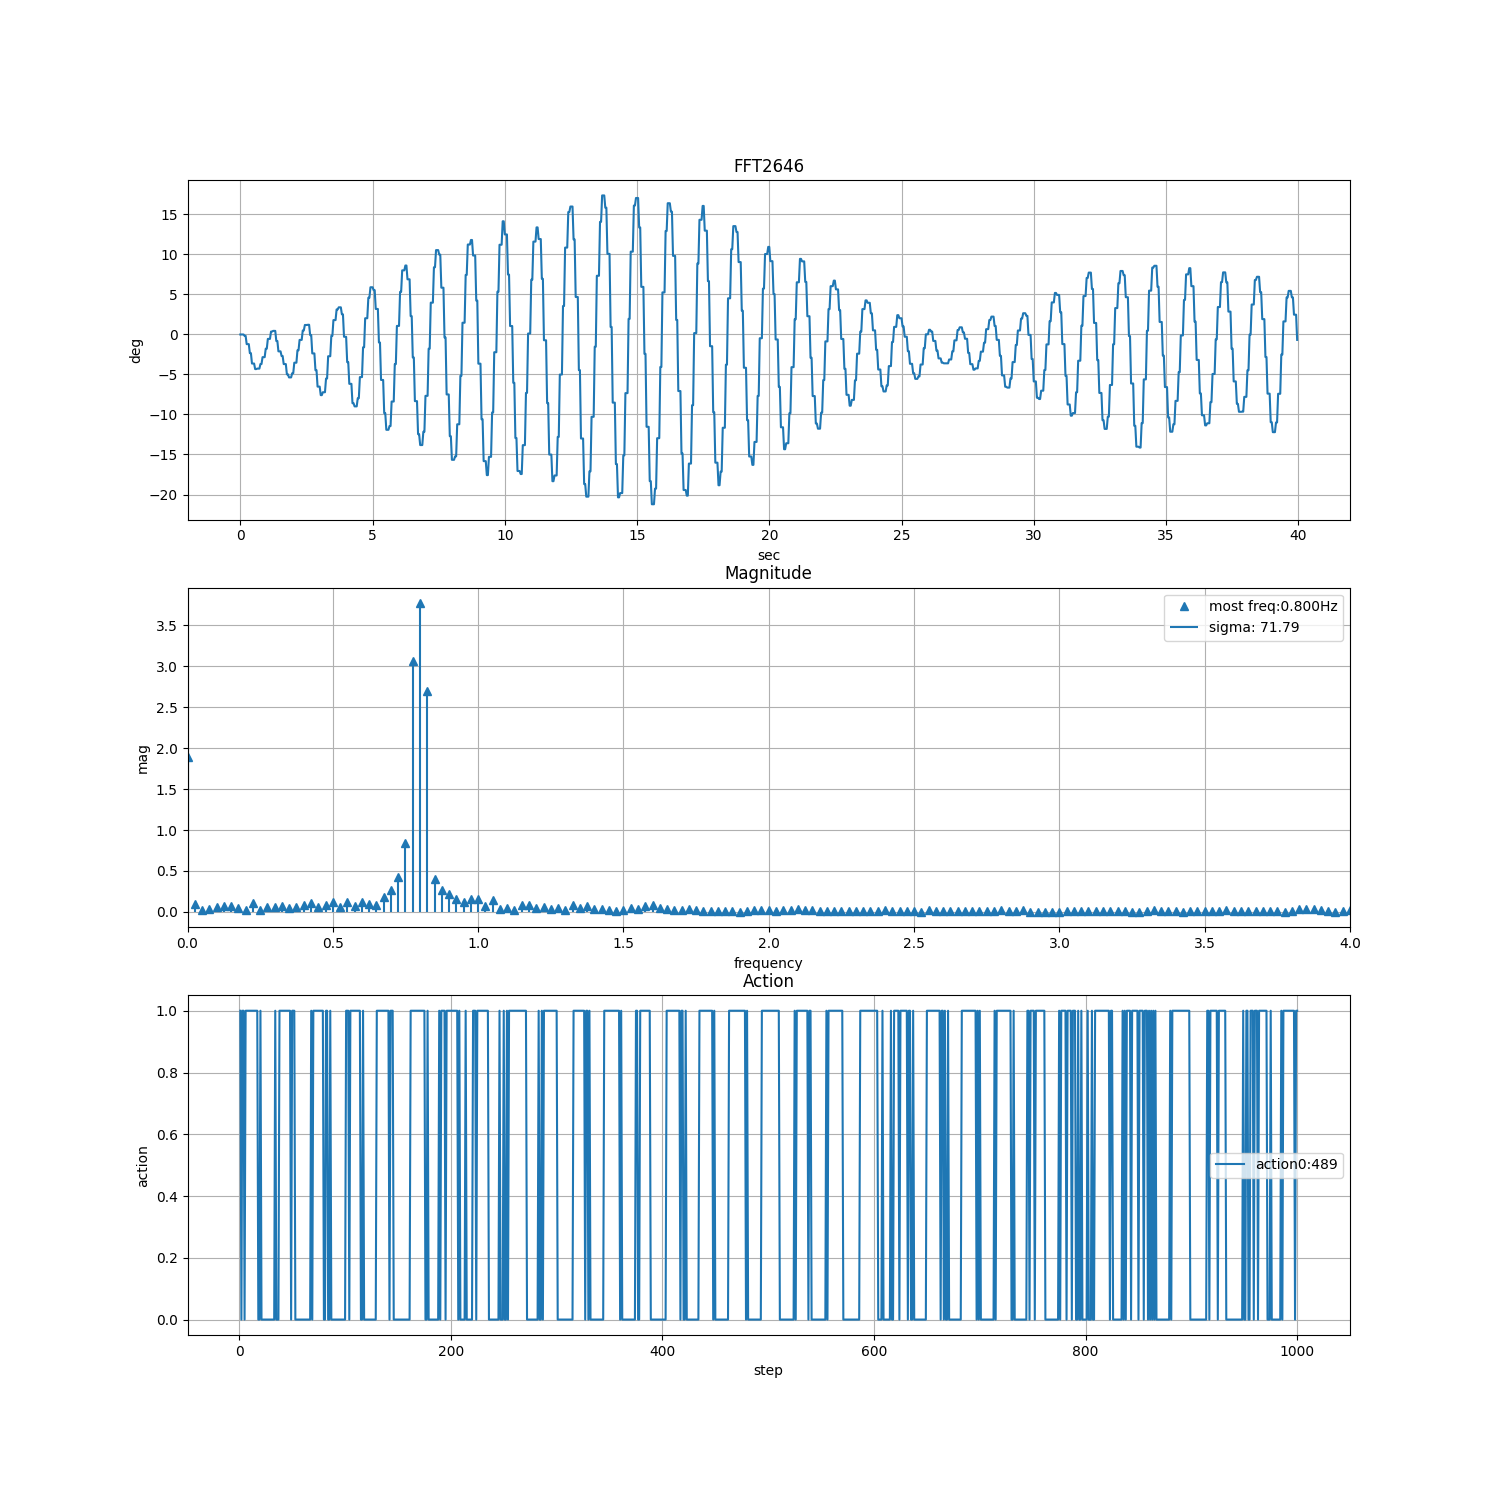 FFT2646
deg
15
10
5
0
−5
−10
−15
−20
0 5 10 15 20 25 30 35 40
sec
Magnitude
most freq:0.800Hz
sigma: 71.79
mag
3.5
3.0
2.5
2.0
1.5
1.0
0.5
0.0
0.0 0.5 1.0 1.5 2.0 2.5 3.0 3.5 4.0
frequency
Action
action
1.0
0.8
0.6
0.4
0.2
0.0
action0:489
0 200 400 600 800 1000
step